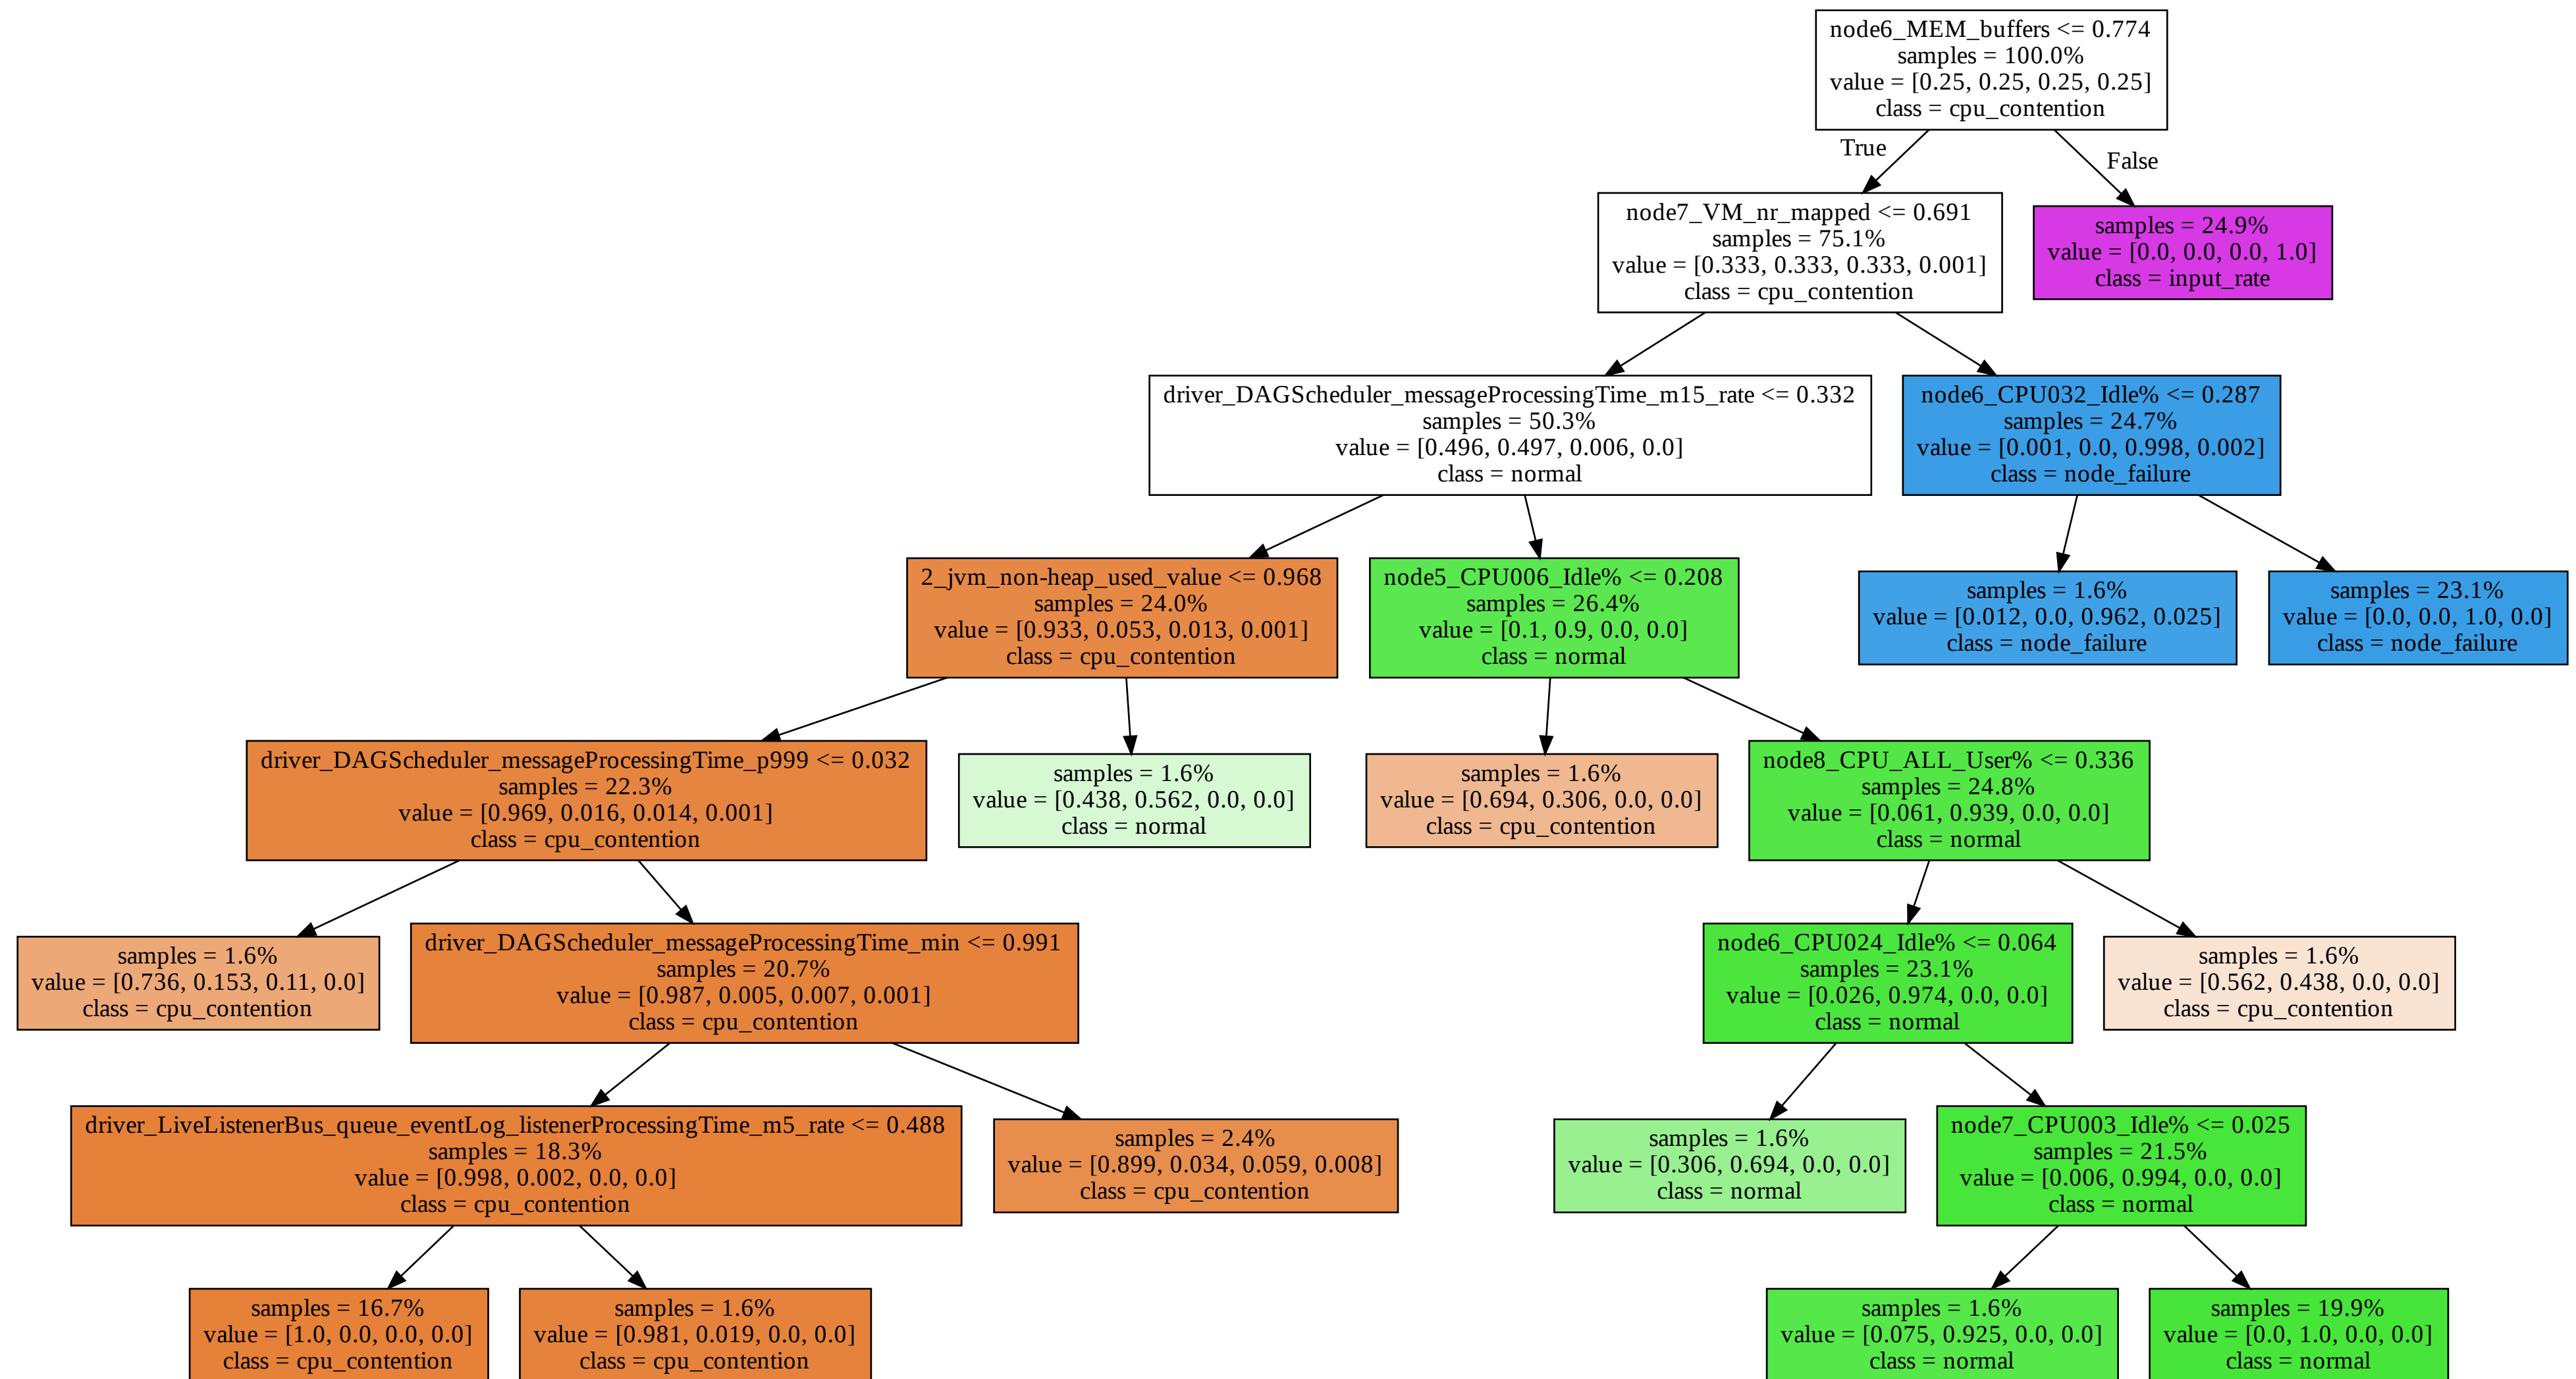 node6_MEM_buffers <= 0.774
samples = 100.0%
value = [0.25, 0.25, 0.25, 0.25]
class = cpu_contention
True
False
node7_VM_nr_mapped <= 0.691
samples = 75.1%
value = [0.333, 0.333, 0.333, 0.001]
class = cpu_contention
samples = 24.9%
value = [0.0, 0.0, 0.0, 1.0]
class = input_rate
driver_DAGScheduler_messageProcessingTime_m15_rate <= 0.332
samples = 50.3%
value = [0.496, 0.497, 0.006, 0.0]
class = normal
node6_CPU032_Idle% <= 0.287
samples = 24.7%
value = [0.001, 0.0, 0.998, 0.002]
class = node_failure
2_jvm_non-heap_used_value <= 0.968
samples = 24.0%
value = [0.933, 0.053, 0.013, 0.001]
class = cpu_contention
node5_CPU006_Idle% <= 0.208
samples = 26.4%
value = [0.1, 0.9, 0.0, 0.0]
class = normal
samples = 1.6%
value = [0.012, 0.0, 0.962, 0.025]
class = node_failure
samples = 23.1%
value = [0.0, 0.0, 1.0, 0.0]
class = node_failure
driver_DAGScheduler_messageProcessingTime_p999 <= 0.032
samples = 22.3%
value = [0.969, 0.016, 0.014, 0.001]
class = cpu_contention
samples = 1.6%
value = [0.438, 0.562, 0.0, 0.0]
class = normal
samples = 1.6%
value = [0.694, 0.306, 0.0, 0.0]
class = cpu_contention
node8_CPU_ALL_User% <= 0.336
samples = 24.8%
value = [0.061, 0.939, 0.0, 0.0]
class = normal
samples = 1.6%
value = [0.736, 0.153, 0.11, 0.0]
class = cpu_contention
driver_DAGScheduler_messageProcessingTime_min <= 0.991
samples = 20.7%
value = [0.987, 0.005, 0.007, 0.001]
class = cpu_contention
node6_CPU024_Idle% <= 0.064
samples = 23.1%
value = [0.026, 0.974, 0.0, 0.0]
class = normal
samples = 1.6%
value = [0.562, 0.438, 0.0, 0.0]
class = cpu_contention
driver_LiveListenerBus_queue_eventLog_listenerProcessingTime_m5_rate <= 0.488
samples = 18.3%
value = [0.998, 0.002, 0.0, 0.0]
class = cpu_contention
samples = 2.4%
value = [0.899, 0.034, 0.059, 0.008]
class = cpu_contention
samples = 1.6%
value = [0.306, 0.694, 0.0, 0.0]
class = normal
node7_CPU003_Idle% <= 0.025
samples = 21.5%
value = [0.006, 0.994, 0.0, 0.0]
class = normal
samples = 16.7%
value = [1.0, 0.0, 0.0, 0.0]
class = cpu_contention
samples = 1.6%
value = [0.981, 0.019, 0.0, 0.0]
class = cpu_contention
samples = 1.6%
value = [0.075, 0.925, 0.0, 0.0]
class = normal
samples = 19.9%
value = [0.0, 1.0, 0.0, 0.0]
class = normal